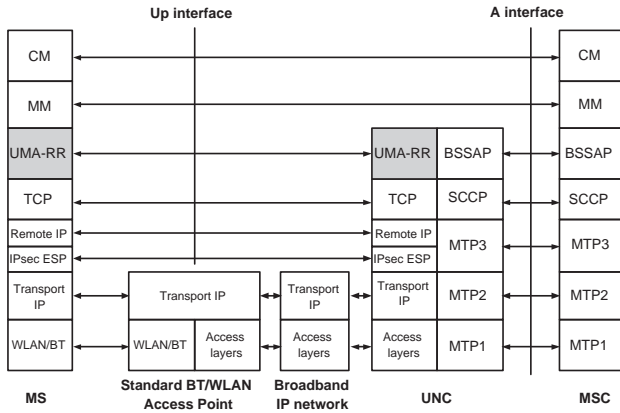 Up interface
A interface
CM
CM
MM
MM
UMA-RR
UMA-RR
BSSAP
BSSAP
TCP
TCP
SCCP
SCCP
Remote IP
Remote IP
MTP3
MTP3
IPsec ESP
IPsec ESP
Transport
IP
Transport IP
Transport
IP
Transport
IP
MTP2
MTP2
WLAN/BT
WLAN/BT
Access
layers
Access
layers
Access
layers
MTP1
MTP1
MS
Standard BT/WLAN
Access Point
Broadband
IP network
UNC
MSC